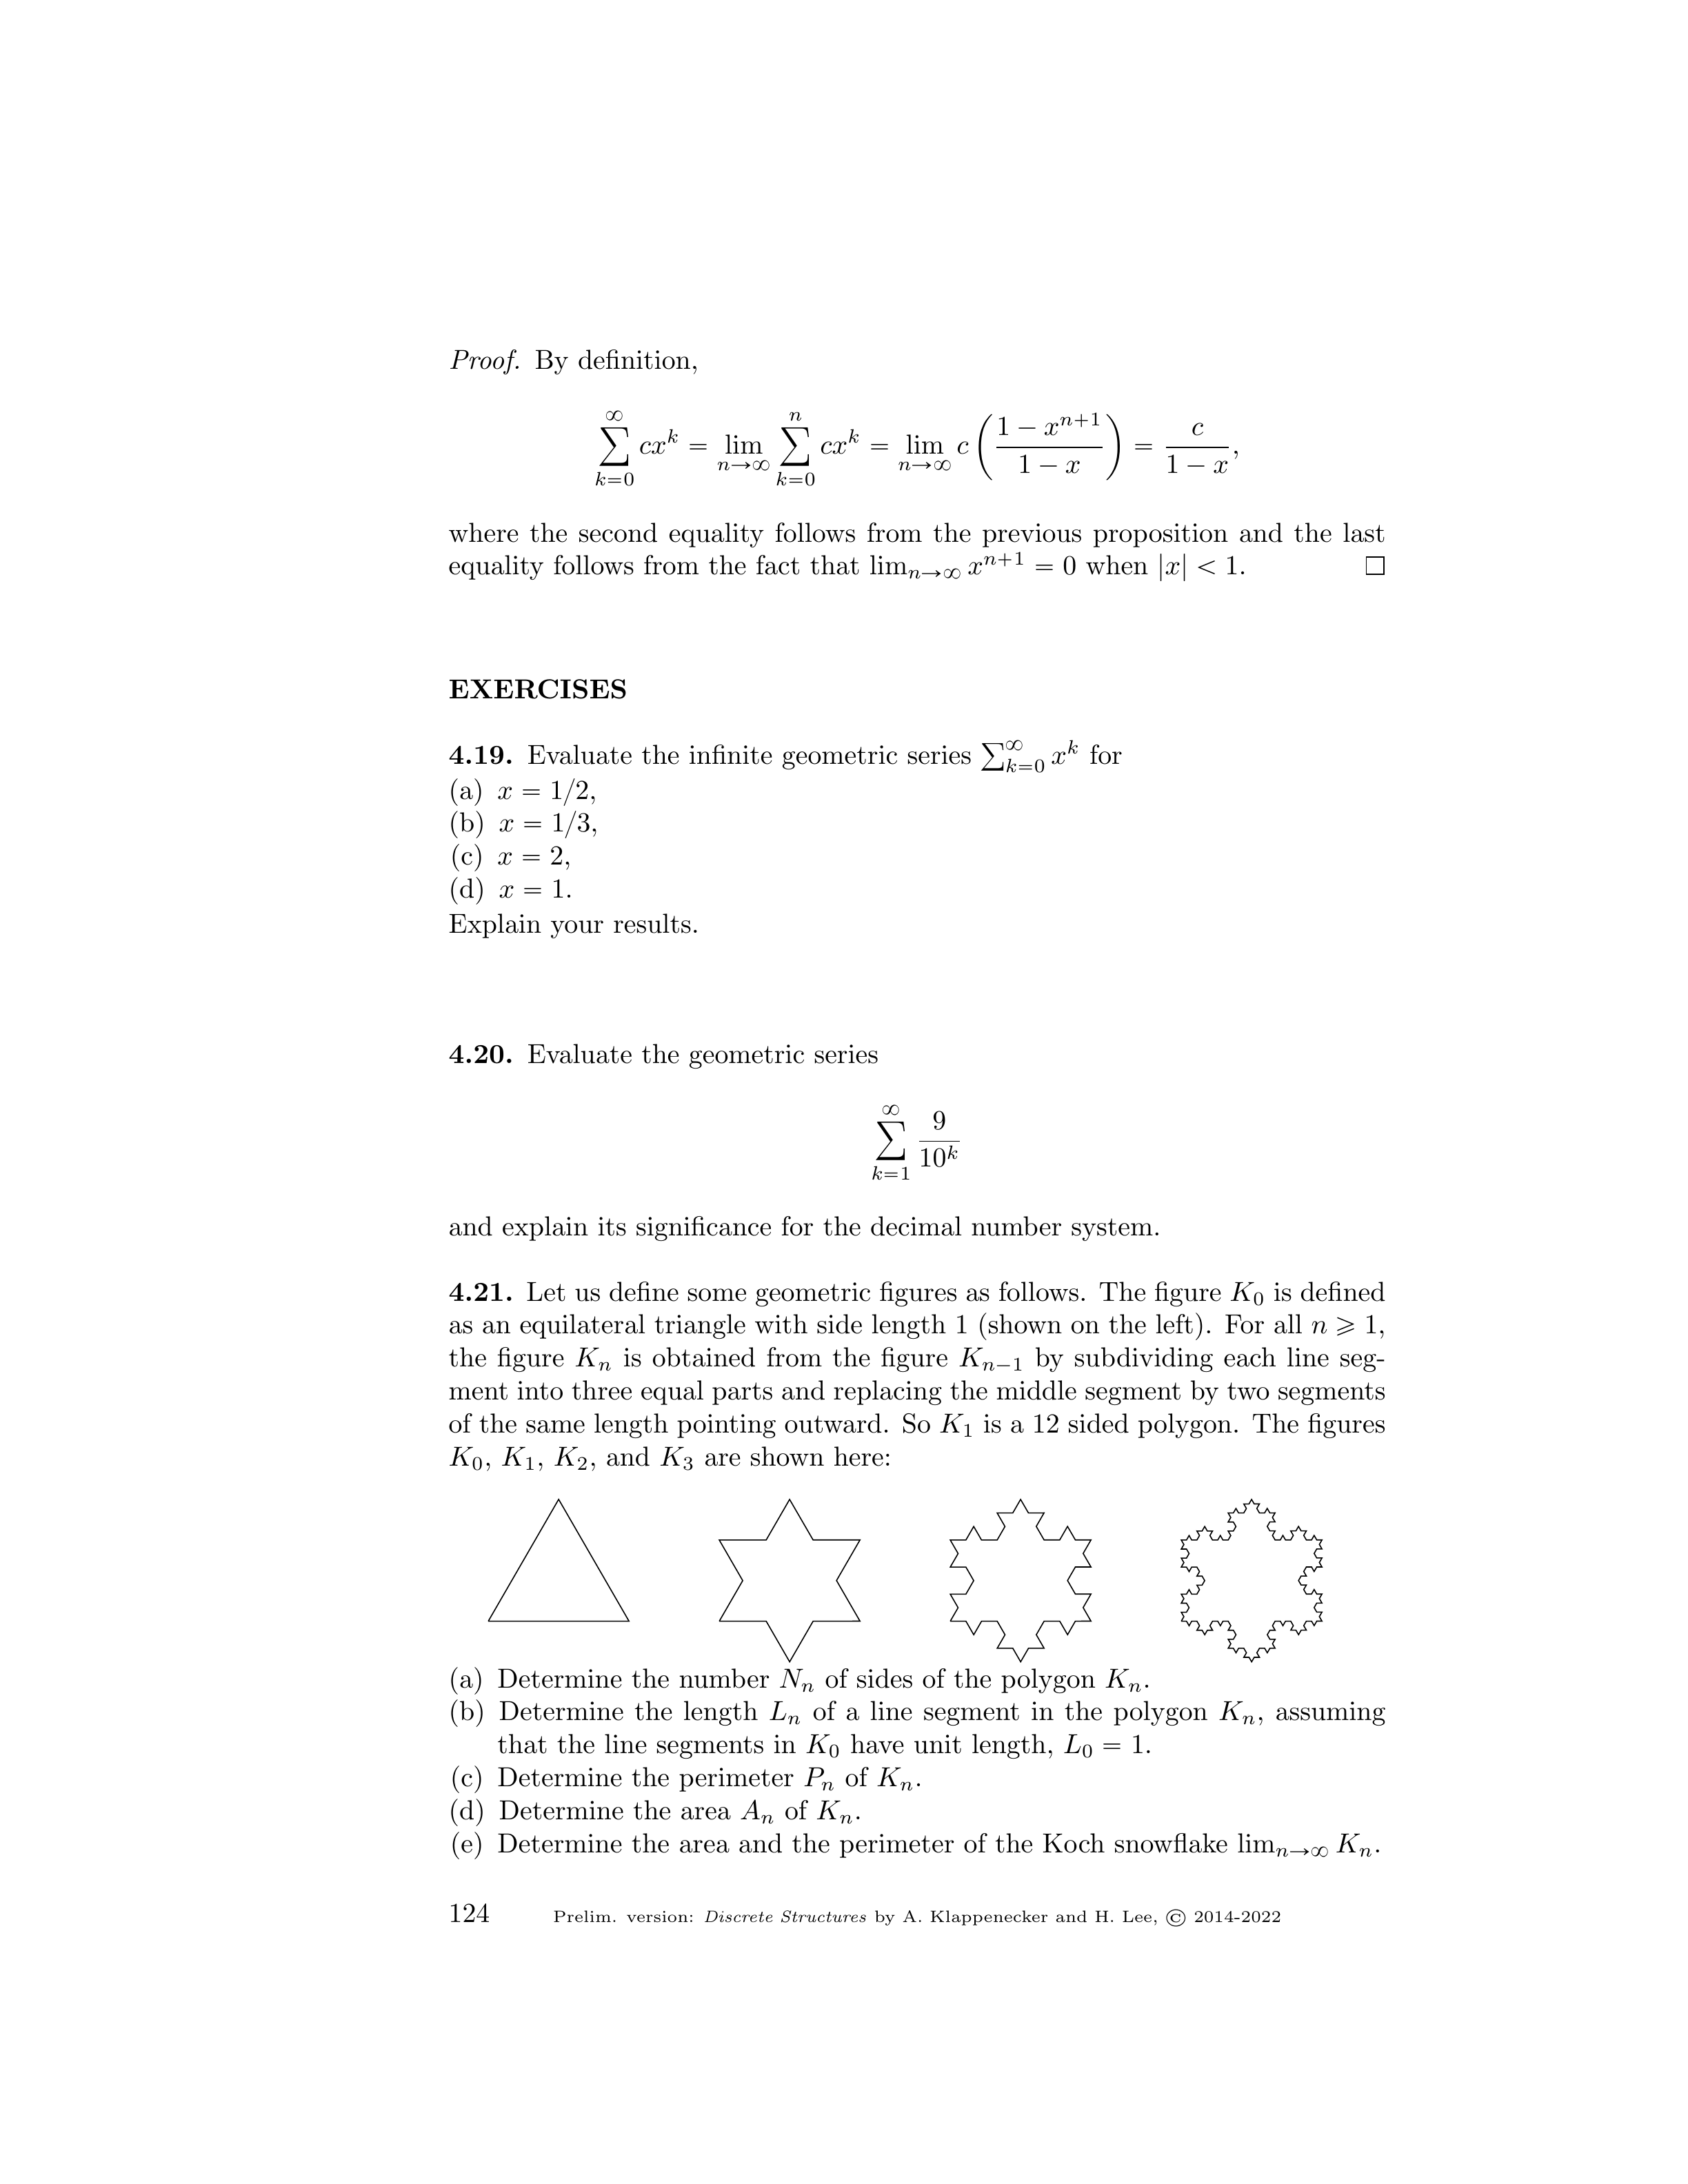 Proof. By definition,
\sum_{k=0}^{\infty} cx^k = \lim_{n→∞} \sum_{k=0}^{n} cx^k = \lim_{n→∞} c \left( \frac{1 − x^{n+1}}{1 − x} \right) = \frac{c}{1 − x},
where the second equality follows from the previous proposition and the last
equality follows from the fact that lim_{n→∞} x^{n+1} = 0 when |x| < 1. □
EXERCISES
4.19. Evaluate the infinite geometric series \sum_{k=0}^{\infty} x^k for
(a) x = 1/2,
(b) x = 1/3,
(c) x = 2,
(d) x = 1.
Explain your results.
4.20. Evaluate the geometric series
\sum_{k=1}^{\infty} \frac{9}{10^k}
and explain its significance for the decimal number system.
4.21. Let us define some geometric figures as follows. The figure K_0 is defined
as an equilateral triangle with side length 1 (shown on the left). For all n ⩾ 1,
the figure K_n is obtained from the figure K_{n−1} by subdividing each line seg-
ment into three equal parts and replacing the middle segment by two segments
of the same length pointing outward. So K_1 is a 12 sided polygon. The figures
K_0, K_1, K_2, and K_3 are shown here:
(a) Determine the number N_n of sides of the polygon K_n.
(b) Determine the length L_n of a line segment in the polygon K_n, assuming
that the line segments in K_0 have unit length, L_0 = 1.
(c) Determine the perimeter P_n of K_n.
(d) Determine the area A_n of K_n.
(e) Determine the area and the perimeter of the Koch snowflake lim_{n→∞} K_n.
124 Prelim. version: Discrete Structures by A. Klappenecker and H. Lee, © 2014-2022